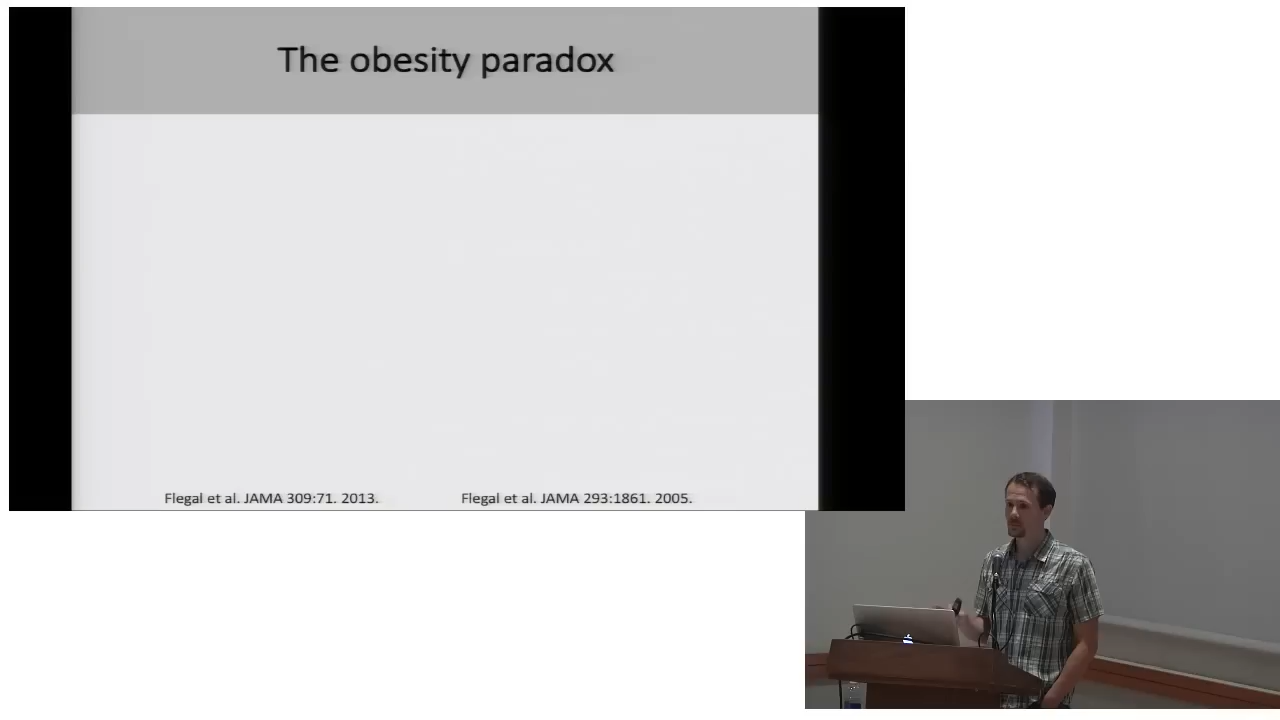 The obesity paradox
Flegal et al. JAMA 309:71. 2013.
Flegal et al. JAMA 293:1861. 2005.